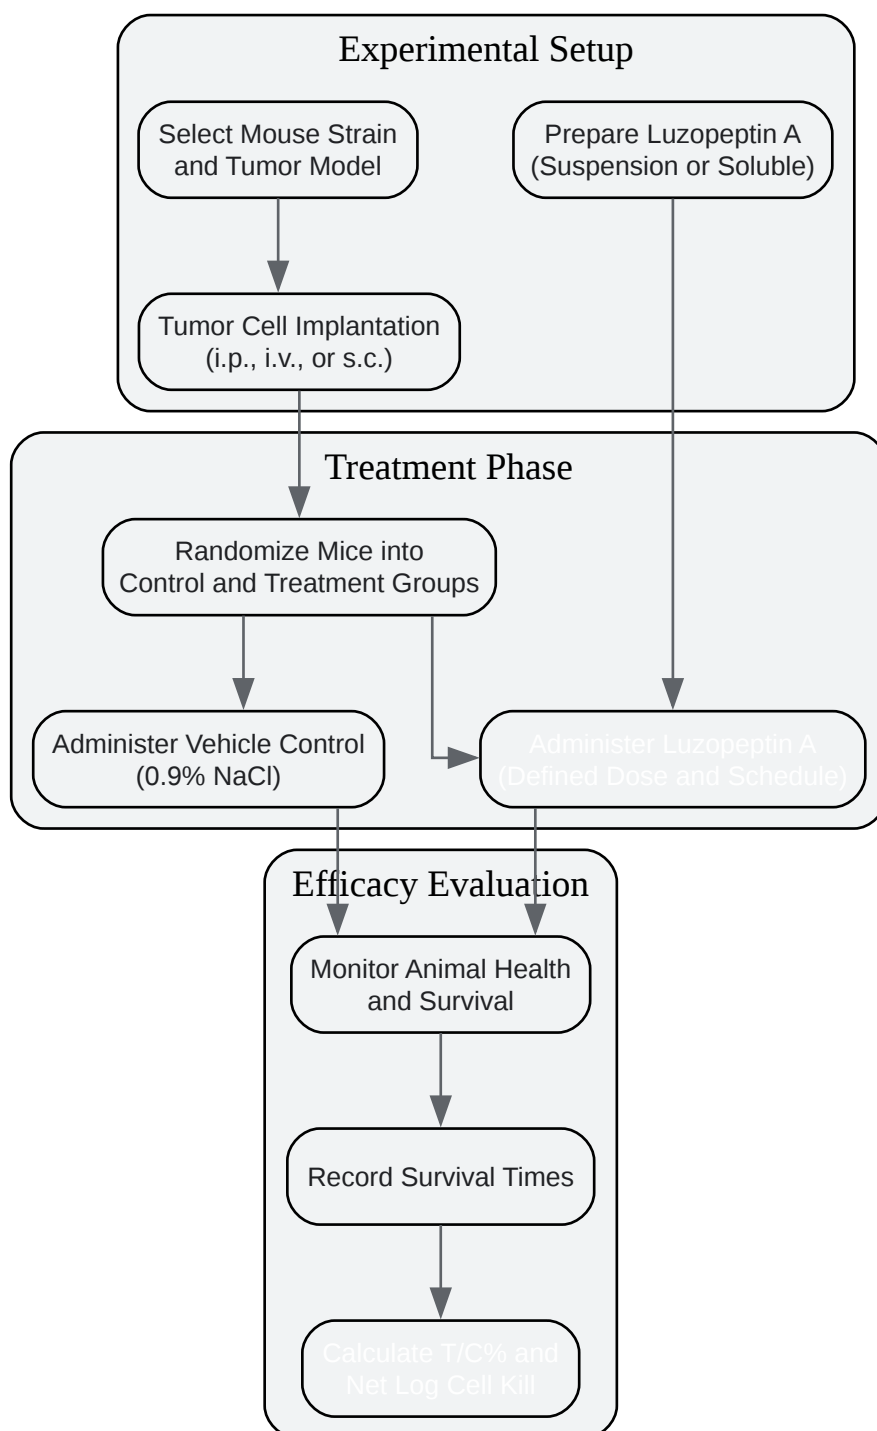 Experimental Setup
Select Mouse Strain
and Tumor Model
Prepare Luzopeptin A
(Suspension or Soluble)
Tumor Cell Implantation
(i.p., i.v., or s.c.)
Treatment Phase
Randomize Mice into
Control and Treatment Groups
Administer Vehicle Control
(0.9% NaCl)
Administer Luzopeptin A
(Defined Dose and Schedule)
Efficacy Evaluation
Monitor Animal Health
and Survival
Record Survival Times
Calculate T/C% and
Net Log Cell Kill